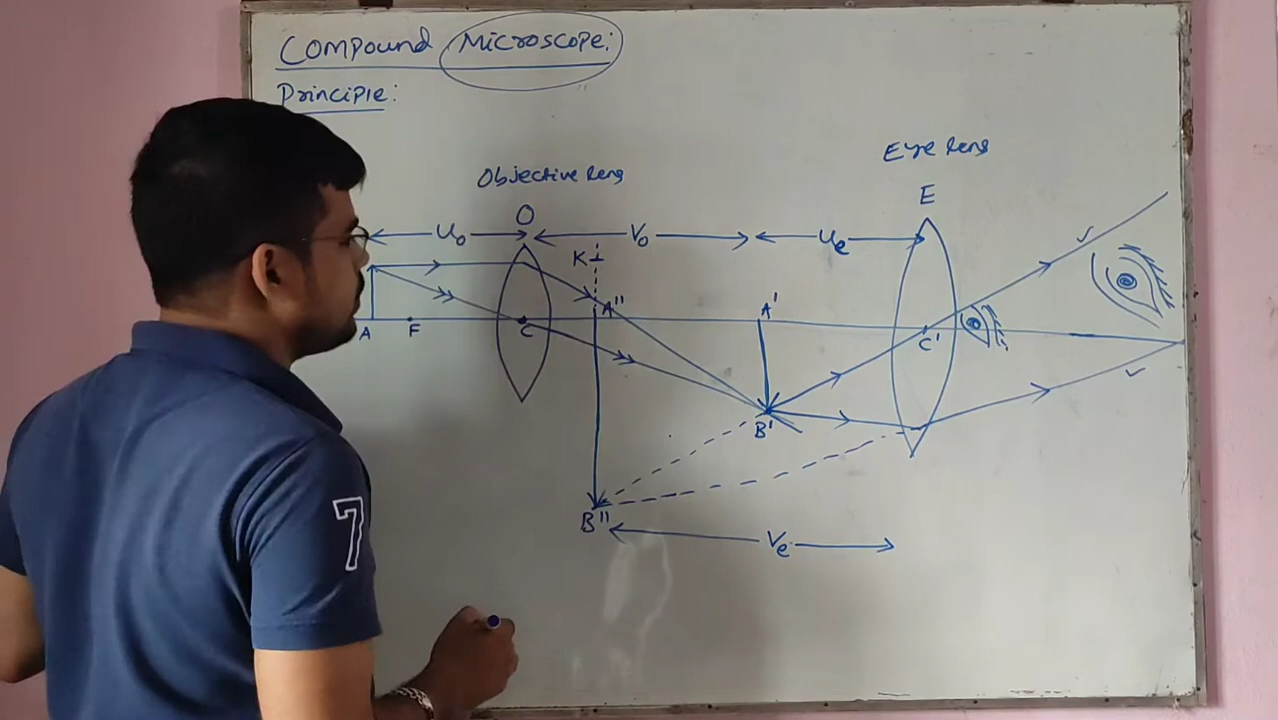 Compound Microscope:
Principle:
Eye lens
Objective lens
E
O
u₀ v₀ uₑ
K
A" A'
A F C C'
B'
B"
vₑ
7